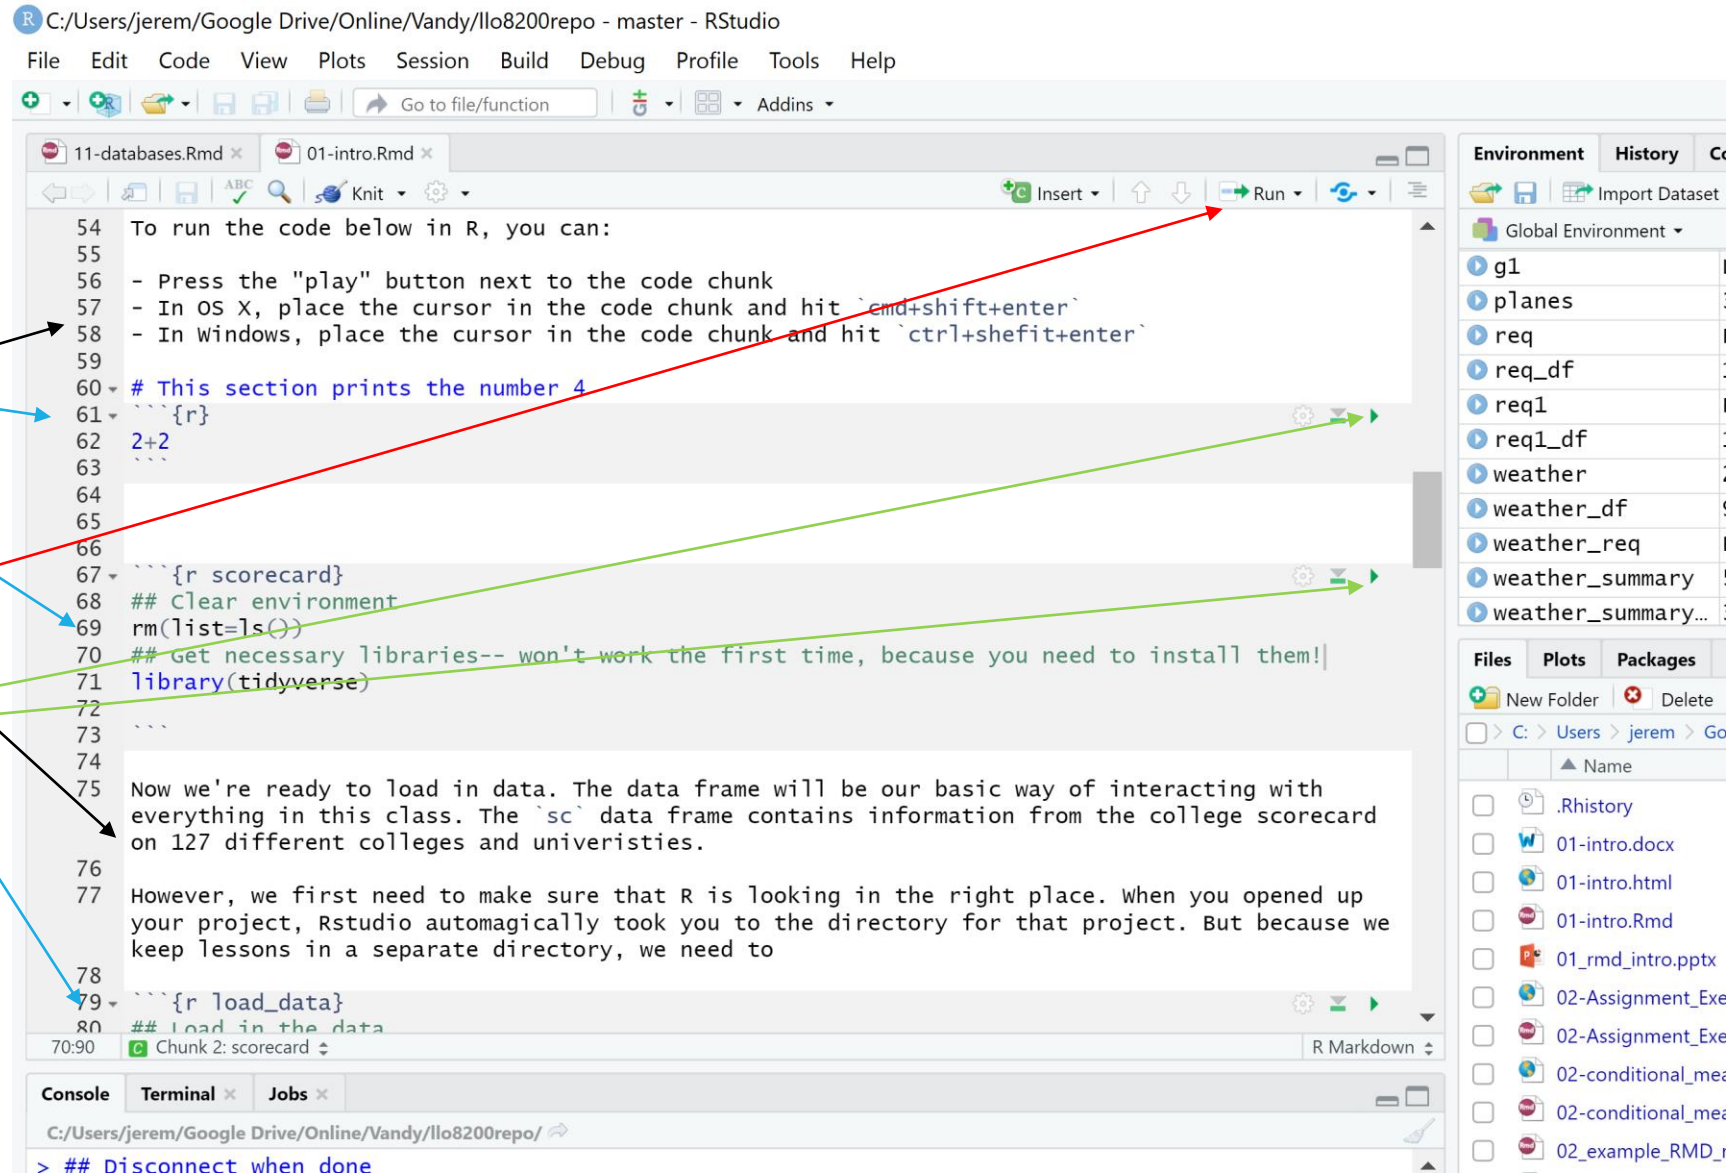 C:/Users/jerem/Google Drive/Online/Vandy/llo8200repo - master - RStudio
File Edit Code View Plots Session Build Debug Profile Tools Help
Go to file/function Addins
11-databases.Rmd 01-intro.Rmd
ABC Knit Insert Run
54 To run the code below in R, you can:
55
56 - Press the "play" button next to the code chunk
57 - In OS X, place the cursor in the code chunk and hit `cmd+shift+enter`
58 - In Windows, place the cursor in the code chunk and hit `ctrl+shefit+enter`
59
60 # This section prints the number 4
61 ```{r}
62 2+2
63 ```
64
65
66
67 ```{r scorecard}
68 ## Clear environment
69 rm(list=ls())
70 ## Get necessary libraries-- won't work the first time, because you need to install them!
71 library(tidyverse)
72
73 ```
74
75 Now we're ready to load in data. The data frame will be our basic way of interacting with
everything in this class. The `sc` data frame contains information from the college scorecard
on 127 different colleges and univeristies.
76
77 However, we first need to make sure that R is looking in the right place. When you opened up
your project, Rstudio automagically took you to the directory for that project. But because we
keep lessons in a separate directory, we need to
78
79 ```{r load_data}
80 ## Load in the data
70:90 Chunk 2: scorecard R Markdown
Console Terminal Jobs
C:/Users/jerem/Google Drive/Online/Vandy/llo8200repo/
> ## Disconnect when done
Environment History Co
Import Dataset
Global Environment
g1
planes
req
req_df
req1
req1_df
weather
weather_df
weather_req
weather_summary
weather_summary…
Files Plots Packages
New Folder Delete
C: > Users > jerem > Go
Name
.Rhistory
01-intro.docx
01-intro.html
01-intro.Rmd
01_rmd_intro.pptx
02-Assignment_Exe
02-Assignment_Exe
02-conditional_mea
02-conditional_mea
02_example_RMD_r